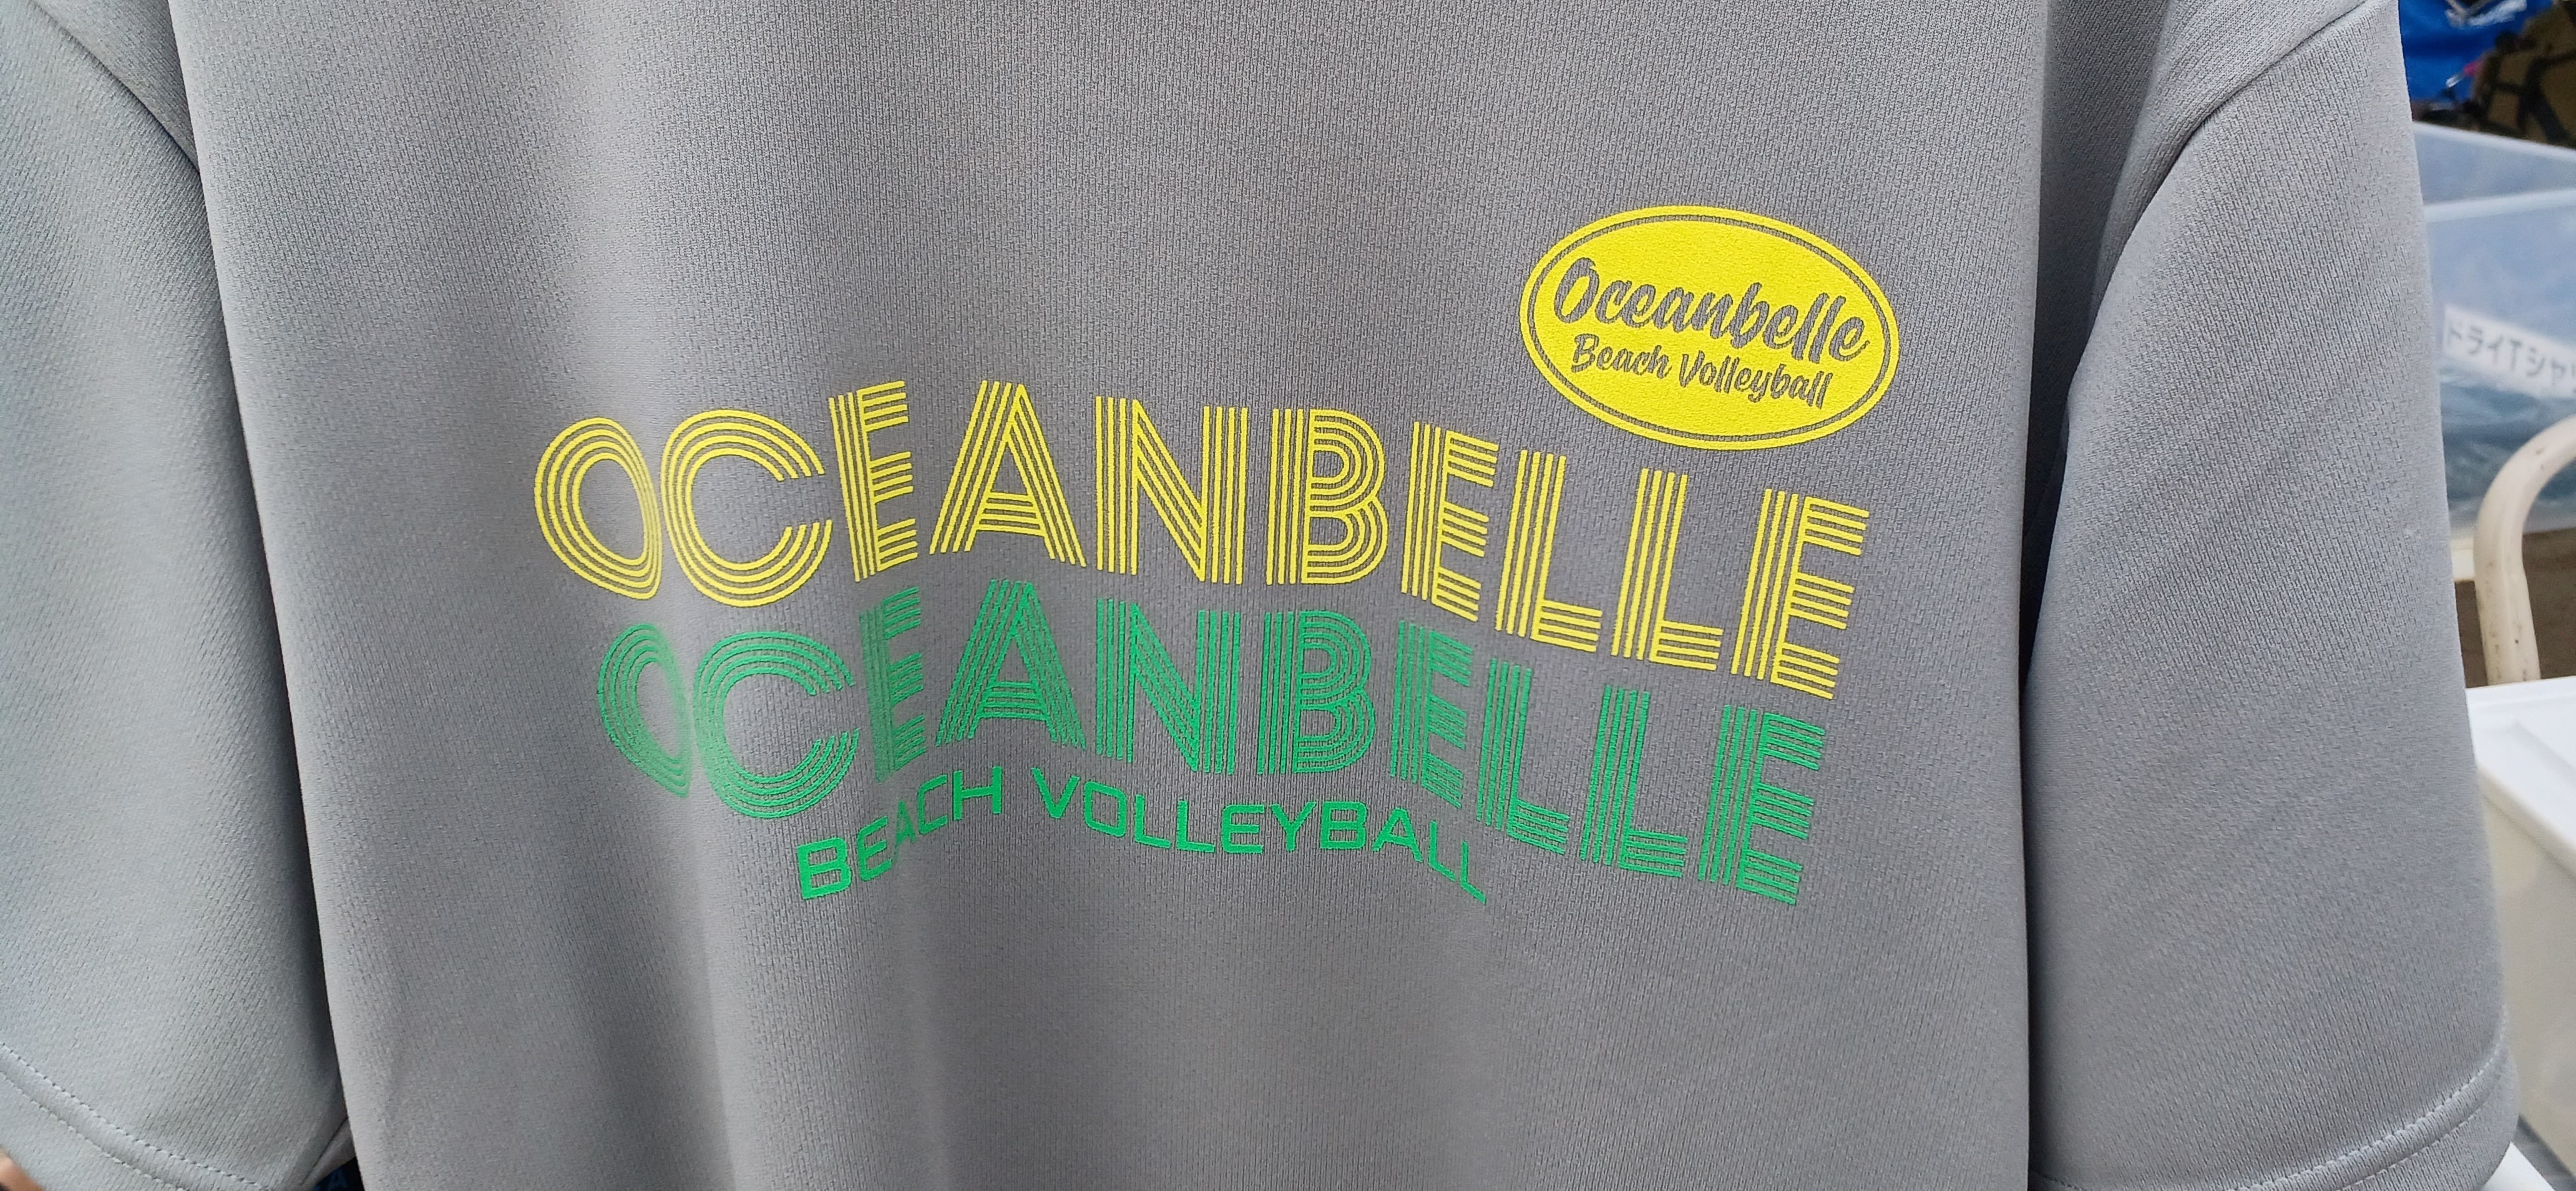 Oceanbelle
Beach Volleyball
OCEANBELLE
OCEANBELLE
BEACH VOLLEYBALL
ドライTシャ